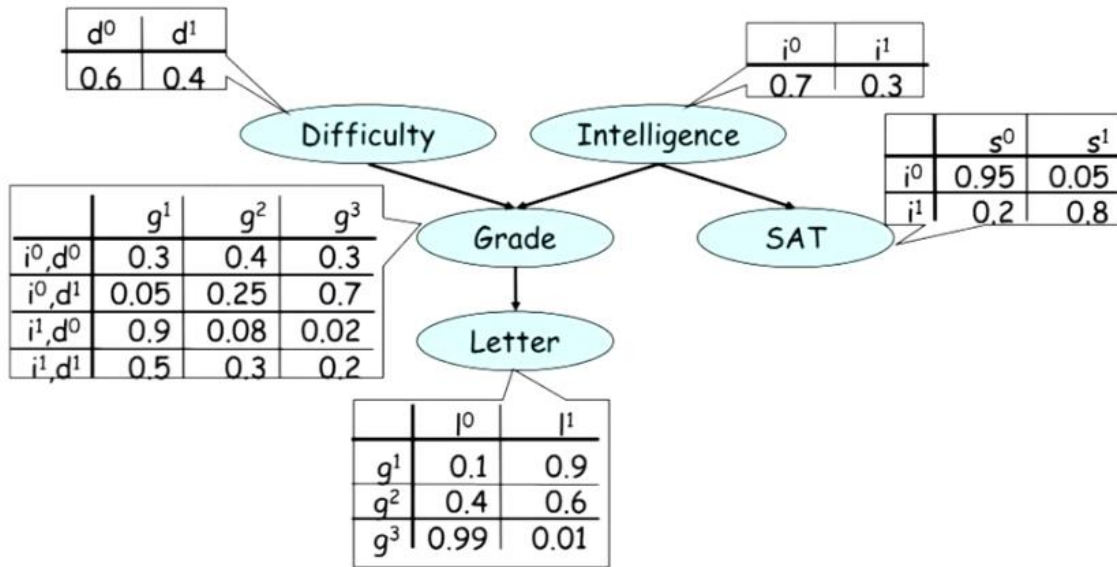 d⁰ d¹
0.6 0.4
i⁰ i¹
0.7 0.3
Difficulty
Intelligence
s⁰ s¹
i⁰ 0.95 0.05
i¹ 0.2 0.8
g¹ g² g³
i⁰,d⁰ 0.3 0.4 0.3
i⁰,d¹ 0.05 0.25 0.7
i¹,d⁰ 0.9 0.08 0.02
i¹,d¹ 0.5 0.3 0.2
Grade
SAT
Letter
l⁰ l¹
g¹ 0.1 0.9
g² 0.4 0.6
g³ 0.99 0.01